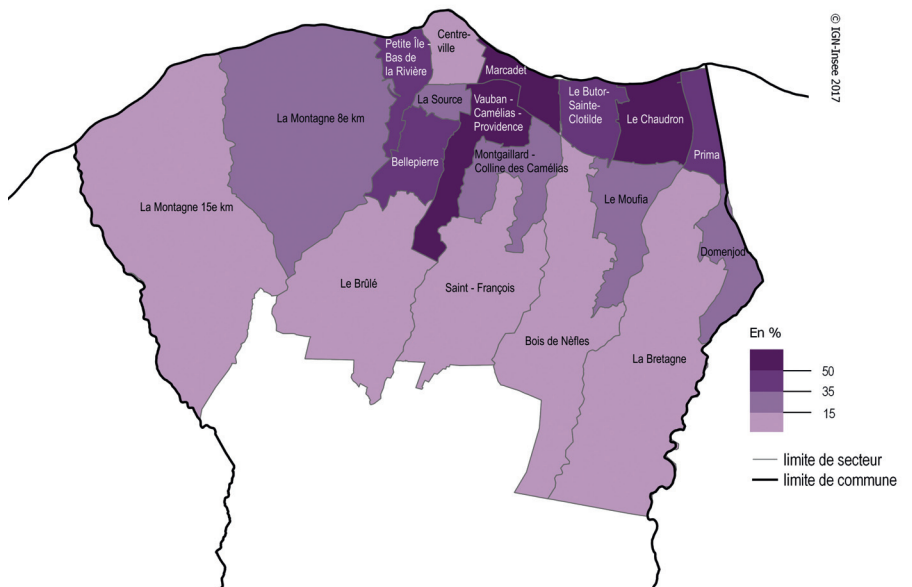 © IGN-Insee 2017
Centre-
ville
Petite Île -
Bas de
la Rivière
Marcadet
La Source
Vauban -
Camélias -
Providence
Le Butor-
Sainte-
Clotilde
Le Chaudron
La Montagne 8e km
Bellepierre
Montgaillard -
Colline des Camélias
Prima
La Montagne 15e km
Le Moufia
Domenjod
Le Brûlé
Saint - François
Bois de Nèfles
La Bretagne
En %
50
35
15
limite de secteur
limite de commune